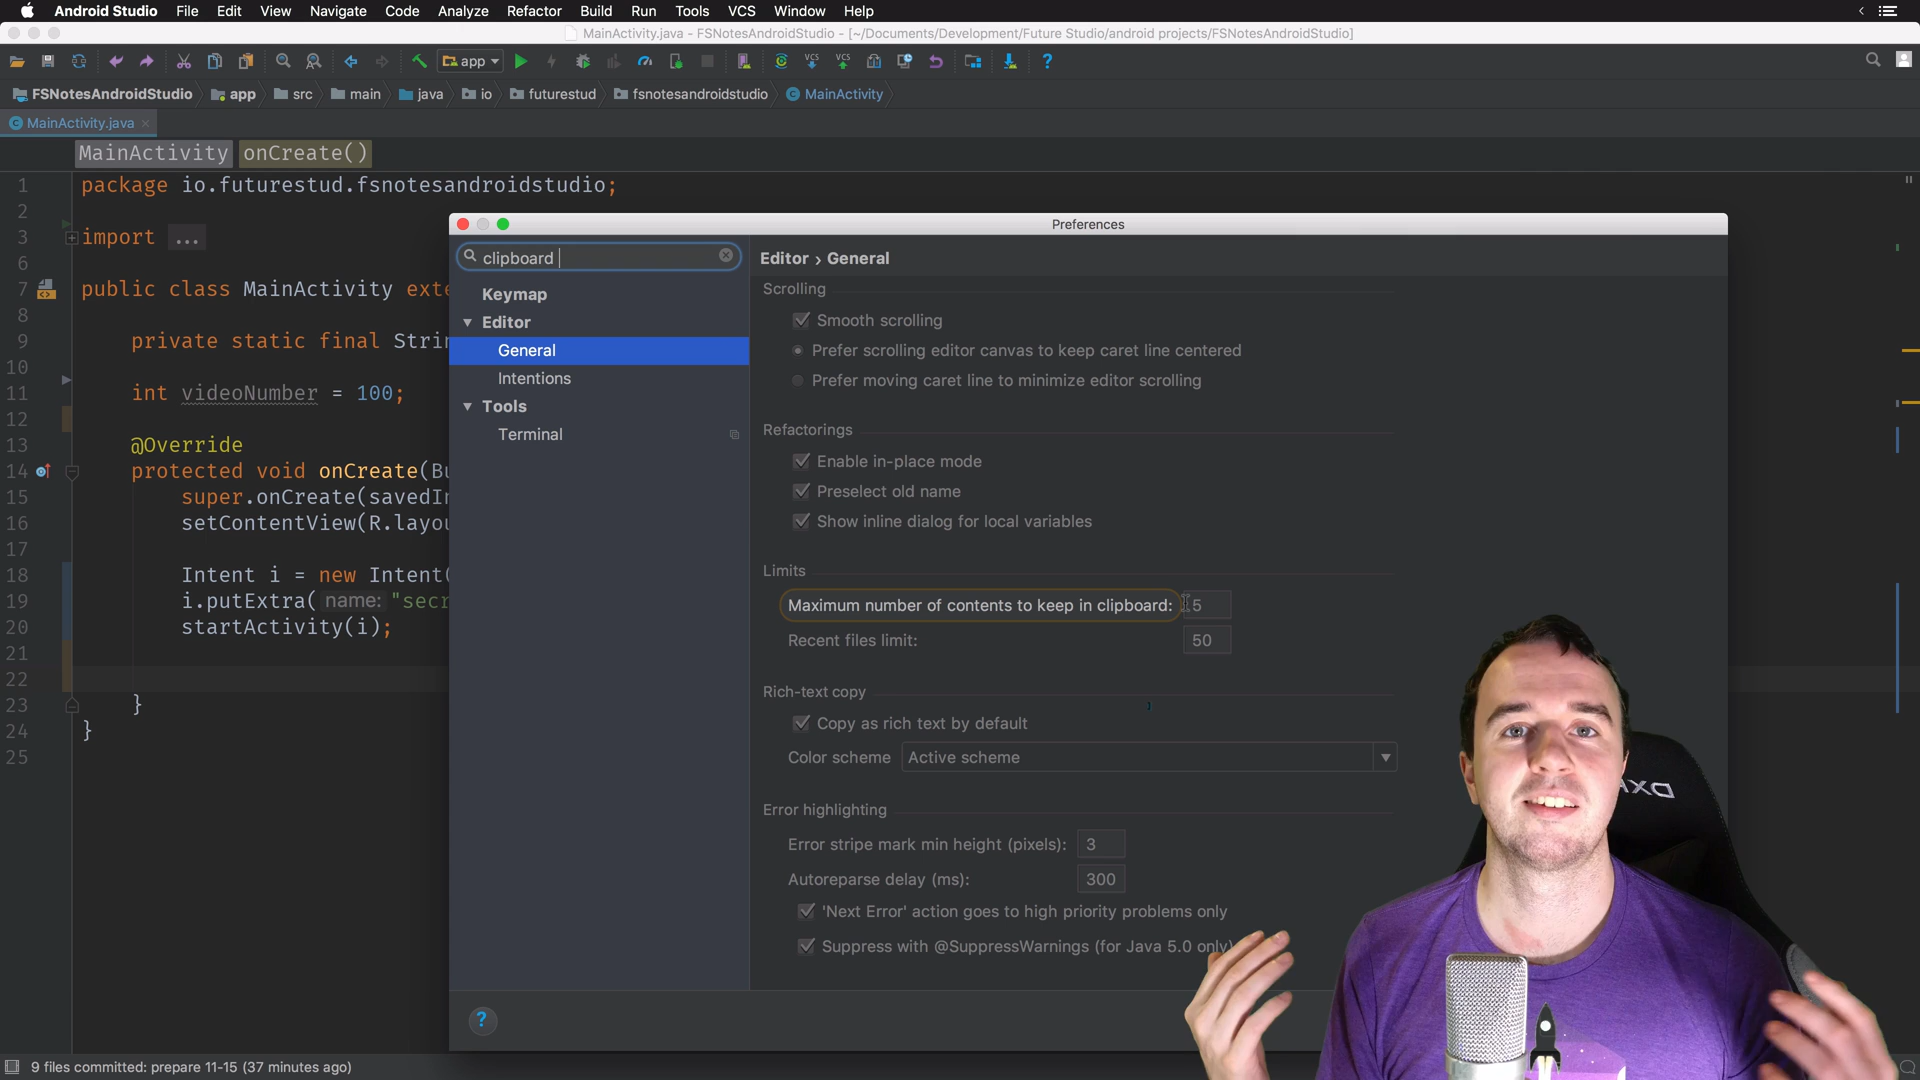 Android Studio File Edit View Navigate Code Analyze Refactor Build Run Tools VCS Window Help
MainActivity.java - FSNotesAndroidStudio - [~/Documents/Development/Future Studio/android projects/FSNotesAndroidStudio]
app
VCS VCS
FSNotesAndroidStudio app src main java io futurestud fsnotesandroidstudio MainActivity
MainActivity.java
MainActivity onCreate()
1 package io.futurestud.fsnotesandroidstudio;
2
3 import ...
6
7 public class MainActivity exte
8
9 private static final Strin
10
11 int videoNumber = 100;
12
13 @Override
14 protected void onCreate(Bu
15 super.onCreate(savedIn
16 setContentView(R.layou
17
18 Intent i = new Intent(
19 i.putExtra( name: "secr
20 startActivity(i);
21
22
23 }
24 }
25
Preferences
clipboard
Keymap
Editor
General
Intentions
Tools
Terminal
Editor › General
Scrolling
Smooth scrolling
Prefer scrolling editor canvas to keep caret line centered
Prefer moving caret line to minimize editor scrolling
Refactorings
Enable in-place mode
Preselect old name
Show inline dialog for local variables
Limits
Maximum number of contents to keep in clipboard: 5
Recent files limit: 50
Rich-text copy
Copy as rich text by default
Color scheme Active scheme
Error highlighting
Error stripe mark min height (pixels): 3
Autoreparse delay (ms): 300
'Next Error' action goes to high priority problems only
Suppress with @SuppressWarnings (for Java 5.0 only)
?
9 files committed: prepare 11-15 (37 minutes ago)